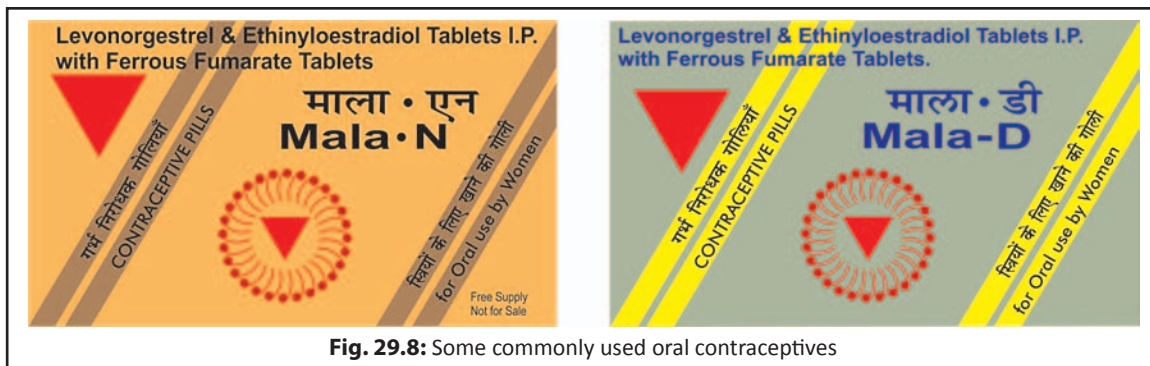 Levonorgestrel & Ethinyloestradiol Tablets I.P.
with Ferrous Fumarate Tablets
माला • एन
Mala•N
गर्भ निरोधक गोलियाँ
CONTRACEPTIVE PILLS
स्त्रियों के लिए खाने की गोली
for Oral use by Women
Free Supply
Not for Sale
Levonorgestrel & Ethinyloestradiol Tablets I.P.
with Ferrous Fumarate Tablets.
माला • डी
Mala-D
गर्भ निरोधक गोलियाँ
CONTRACEPTIVE PILLS
स्त्रियों के लिए खाने की गोली
for Oral use by Women
Fig. 29.8: Some commonly used oral contraceptives